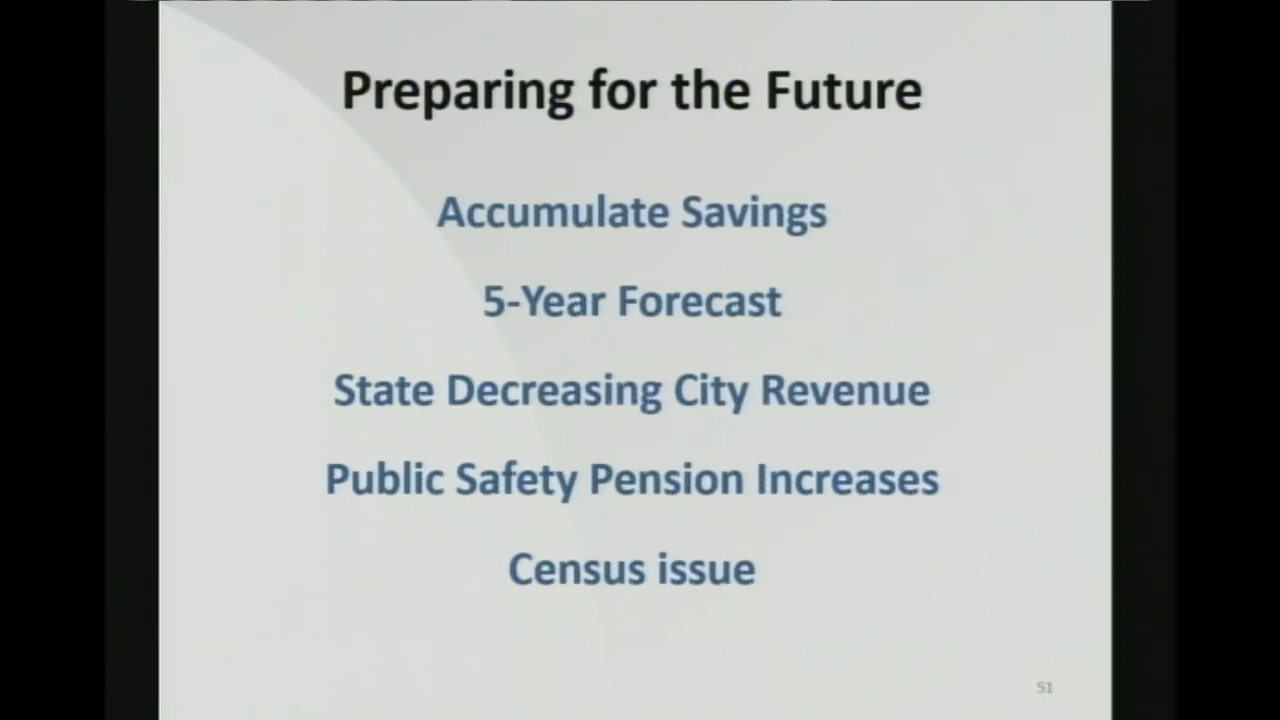 Preparing for the Future
Accumulate Savings
5-Year Forecast
State Decreasing City Revenue
Public Safety Pension Increases
Census issue
51